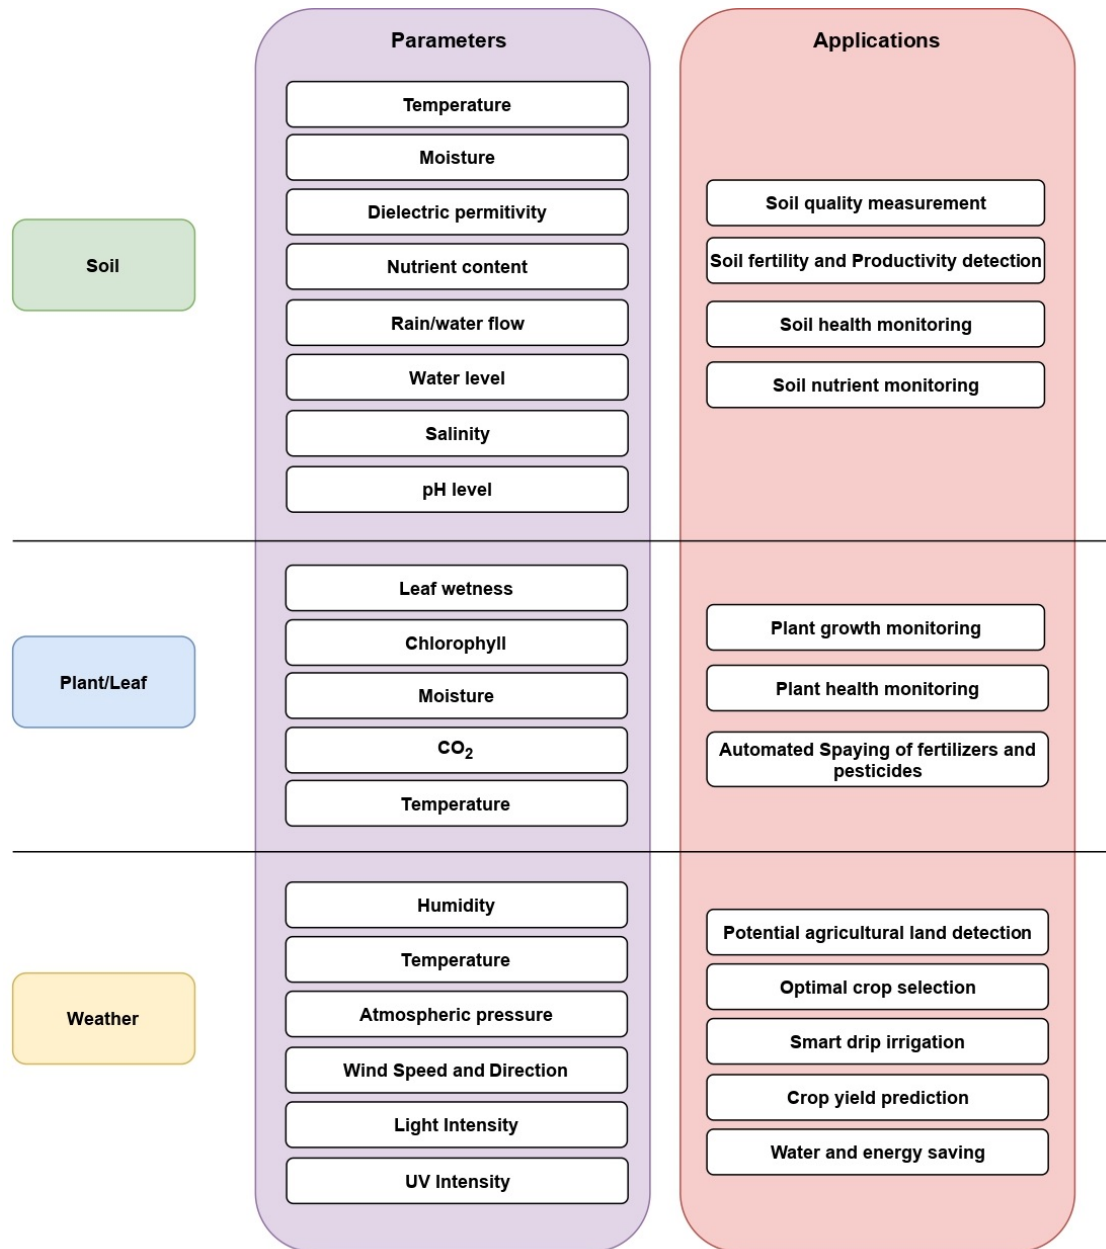 Parameters
Applications
Soil
Temperature
Moisture
Dielectric permitivity
Nutrient content
Rain/water flow
Water level
Salinity
pH level
Soil quality measurement
Soil fertility and Productivity detection
Soil health monitoring
Soil nutrient monitoring
Plant/Leaf
Leaf wetness
Chlorophyll
Moisture
CO₂
Temperature
Plant growth monitoring
Plant health monitoring
Automated Spaying of fertilizers and
pesticides
Weather
Humidity
Temperature
Atmospheric pressure
Wind Speed and Direction
Light Intensity
UV Intensity
Potential agricultural land detection
Optimal crop selection
Smart drip irrigation
Crop yield prediction
Water and energy saving